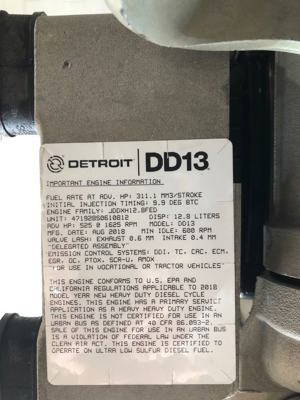 DETROIT DD13
IMPORTANT ENGINE INFORMATION
FUEL RATE AT ADV. HP: 311.1 MM3/STROKE
INITIAL INJECTION TIMING: 9.9 DEG BTC
ENGINE FAMILY: JDDXH12.8FED
UNIT: 471928S0610812 DISP: 12.8 LITERS
ADV HP: 525 @ 1625 RPM MODEL: DD13
MFG. DATE: AUG 2018 MIN IDLE: 600 RPM
VALVE LASH: EXHAUST 0.6 MM INTAKE 0.4 MM
"DELEGATED ASSEMBLY"
EMISSION CONTROL SYSTEMS: DDI, TC, CAC, ECM,
EGR, OC, PTOX, SCR-U, AMOX
"FOR USE IN VOCATIONAL OR TRACTOR VEHICLES"
THIS ENGINE CONFORMS TO U.S. EPA AND
CALIFORNIA REGULATIONS APPLICABLE TO 2018
MODEL YEAR NEW HEAVY DUTY DIESEL CYCLE
ENGINES. THIS ENGINE HAS A PRIMARY SERVICE
APPLICATION AS A HEAVY HEAVY DUTY ENGINE.
THIS ENGINE IS NOT CERTIFIED FOR USE IN AN
URBAN BUS AS DEFINED AT 40 CFR 86.093-2.
SALE OF THIS ENGINE FOR USE IN AN URBAN BUS
IS A VIOLATION OF FEDERAL LAW UNDER THE
CLEAN AIR ACT. THIS ENGINE IS CERTIFIED TO
OPERATE ON ULTRA LOW SULFUR DIESEL FUEL.